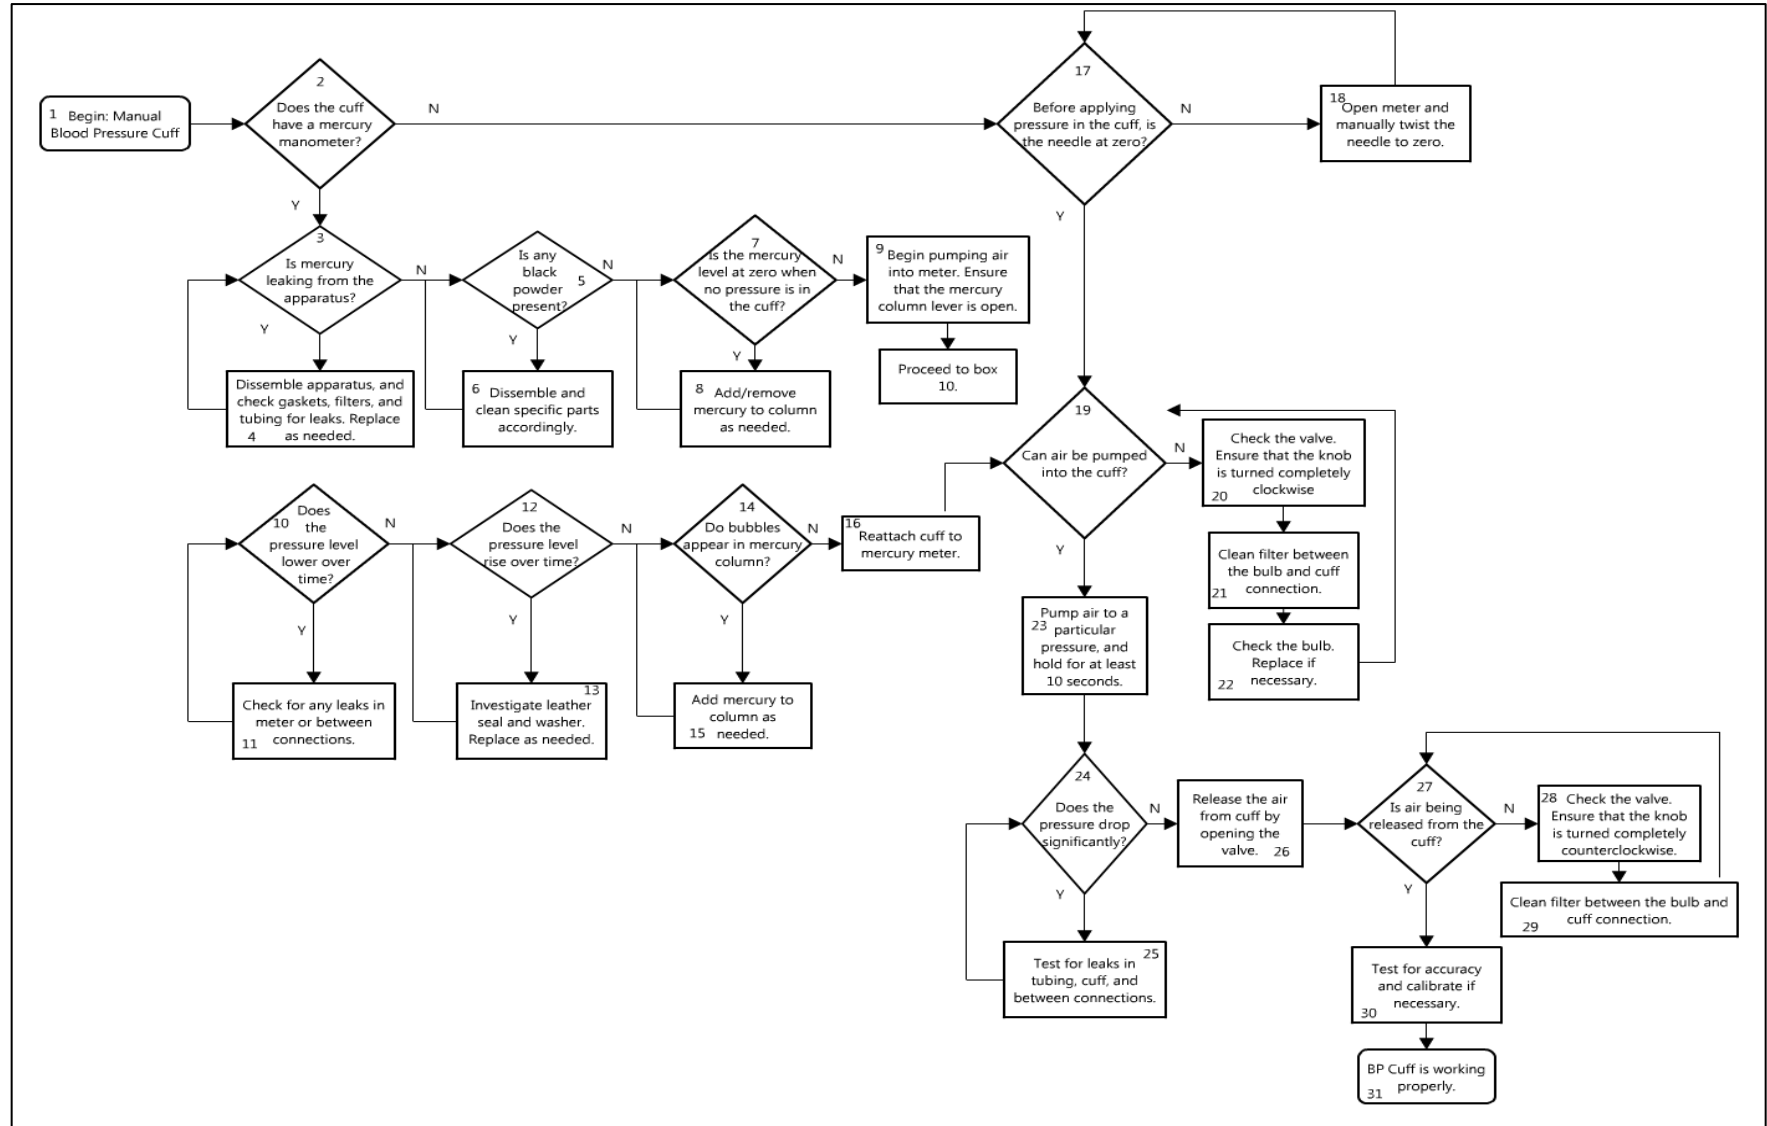 1 Begin: Manual
Blood Pressure Cuff
2
Does the cuff
have a mercury
manometer?
N
Y
3
Is mercury
leaking from the
apparatus?
N
Y
Dissemble apparatus, and
check gaskets, filters, and
tubing for leaks. Replace
4 as needed.
Is any
black
powder 5
present?
N
Y
6 Dissemble and
clean specific parts
accordingly.
7
Is the mercury
level at zero when
no pressure is in
the cuff?
N
Y
8 Add/remove
mercury to column
as needed.
9 Begin pumping air
into meter. Ensure
that the mercury
column lever is open.
Proceed to box
10.
10 Does
the
pressure level
lower over
time?
N
Y
Check for any leaks in
meter or between
11 connections.
12
Does the
pressure level
rise over time?
N
Y
13
Investigate leather
seal and washer.
Replace as needed.
14
Do bubbles
appear in mercury
column?
N
Y
Add mercury to
column as
15 needed.
16
Reattach cuff to
mercury meter.
17
Before applying
pressure in the cuff, is
the needle at zero?
N
Y
18
Open meter and
manually twist the
needle to zero.
19
Can air be pumped
into the cuff?
N
Y
Check the valve.
Ensure that the knob
is turned completely
clockwise
20
Clean filter between
the bulb and cuff
21 connection.
Check the bulb.
Replace if
22 necessary.
Pump air to a
23 particular
pressure, and
hold for at least
10 seconds.
24
Does the
pressure drop
significantly?
N
Y
25
Test for leaks in
tubing, cuff, and
between connections.
Release the air
from cuff by
opening the
valve. 26
27
Is air being
released from the
cuff?
N
Y
28 Check the valve.
Ensure that the knob
is turned completely
counterclockwise.
Clean filter between the bulb and
cuff connection.
29
Test for accuracy
and calibrate if
necessary.
30
BP Cuff is working
31 properly.